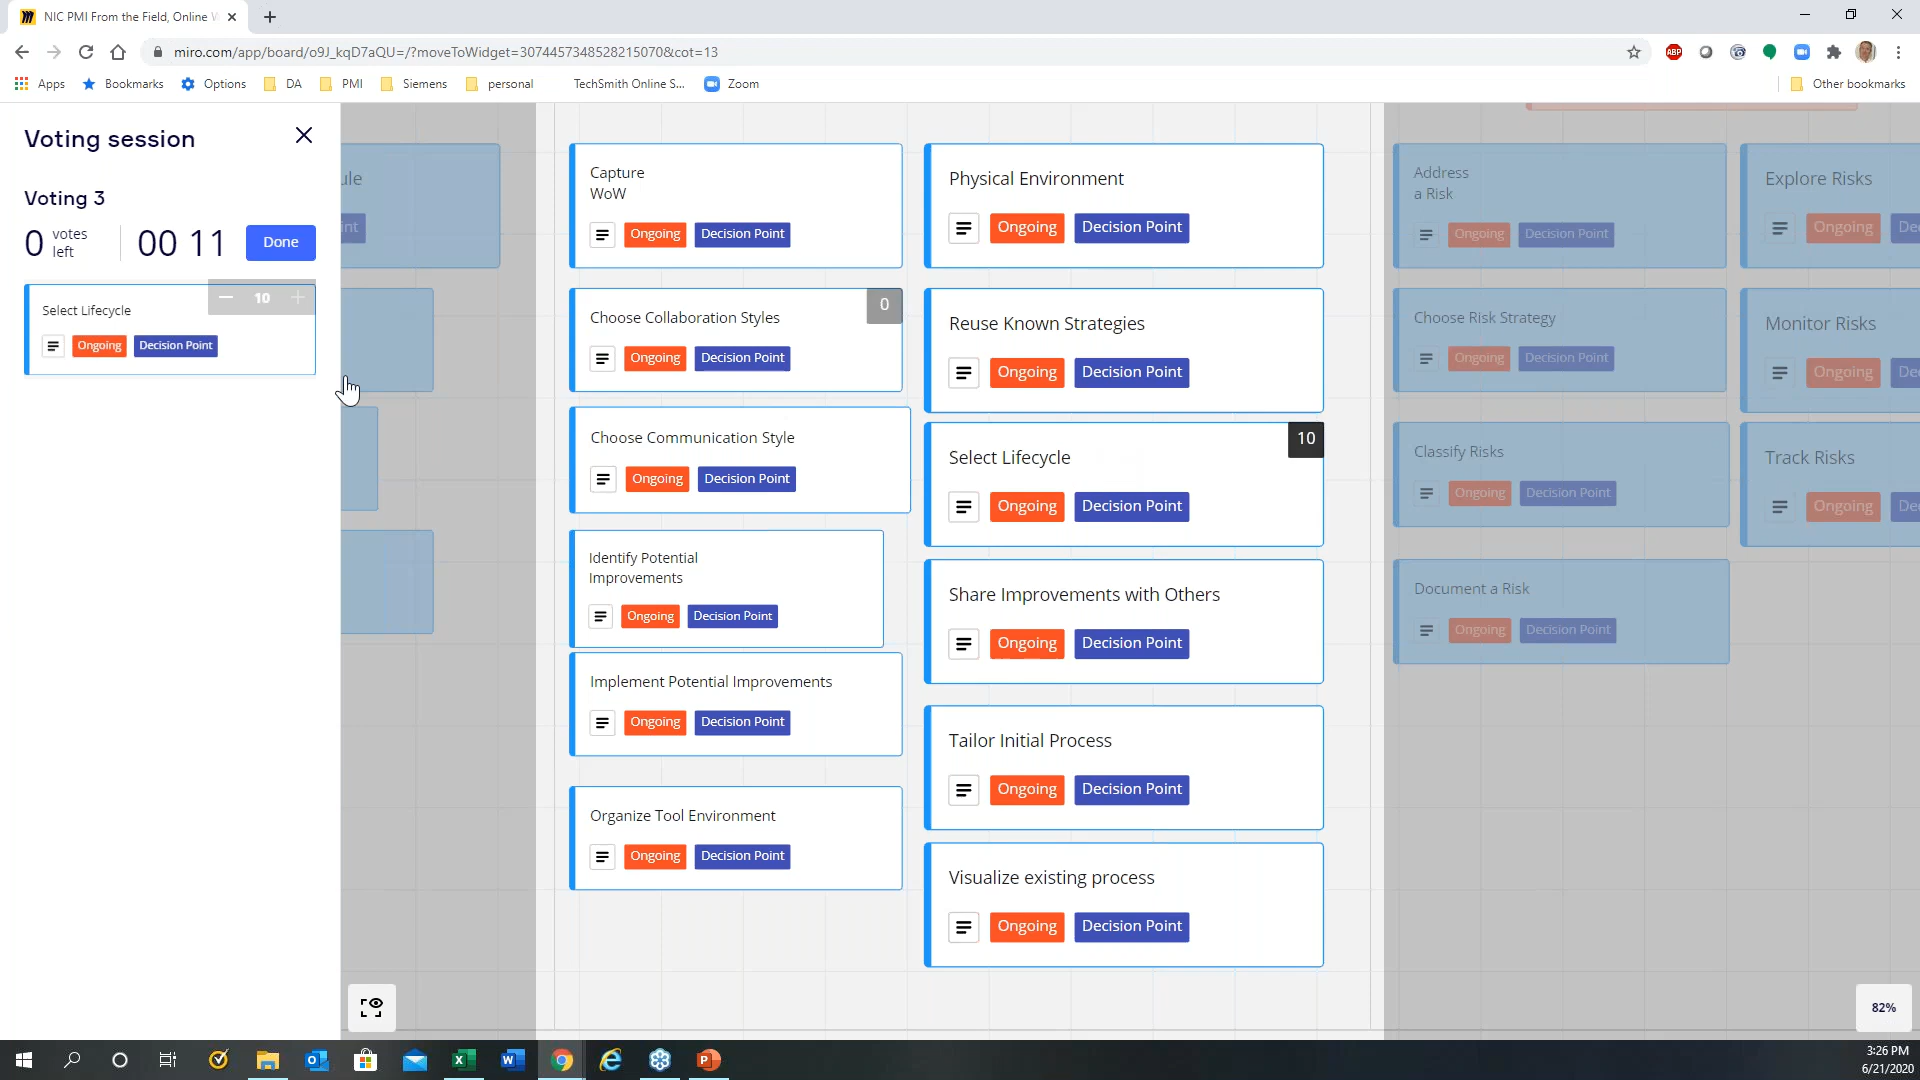 NIC PMI From the Field, Online W
miro.com/app/board/o9J_kqD7aQU=/?moveToWidget=3074457348528215070&cot=13
ABP
Apps
Bookmarks
Options
DA
PMI
Siemens
personal
TechSmith Online S...
Zoom
Other bookmarks
Voting session
Voting 3
0 votes left
00 11
Done
Select Lifecycle
10
Ongoing
Decision Point
Capture
WoW
Ongoing Decision Point
Choose Collaboration Styles
0
Ongoing Decision Point
Choose Communication Style
Ongoing Decision Point
Identify Potential
Improvements
Ongoing Decision Point
Implement Potential Improvements
Ongoing Decision Point
Organize Tool Environment
Ongoing Decision Point
Physical Environment
Ongoing Decision Point
Reuse Known Strategies
Ongoing Decision Point
Select Lifecycle
10
Ongoing Decision Point
Share Improvements with Others
Ongoing Decision Point
Tailor Initial Process
Ongoing Decision Point
Visualize existing process
Ongoing Decision Point
Address
a Risk
Ongoing Decision Point
Choose Risk Strategy
Ongoing Decision Point
Classify Risks
Ongoing Decision Point
Document a Risk
Ongoing Decision Point
Explore Risks
Ongoing De
Monitor Risks
Ongoing De
Track Risks
Ongoing De
82%
3:26 PM
6/21/2020